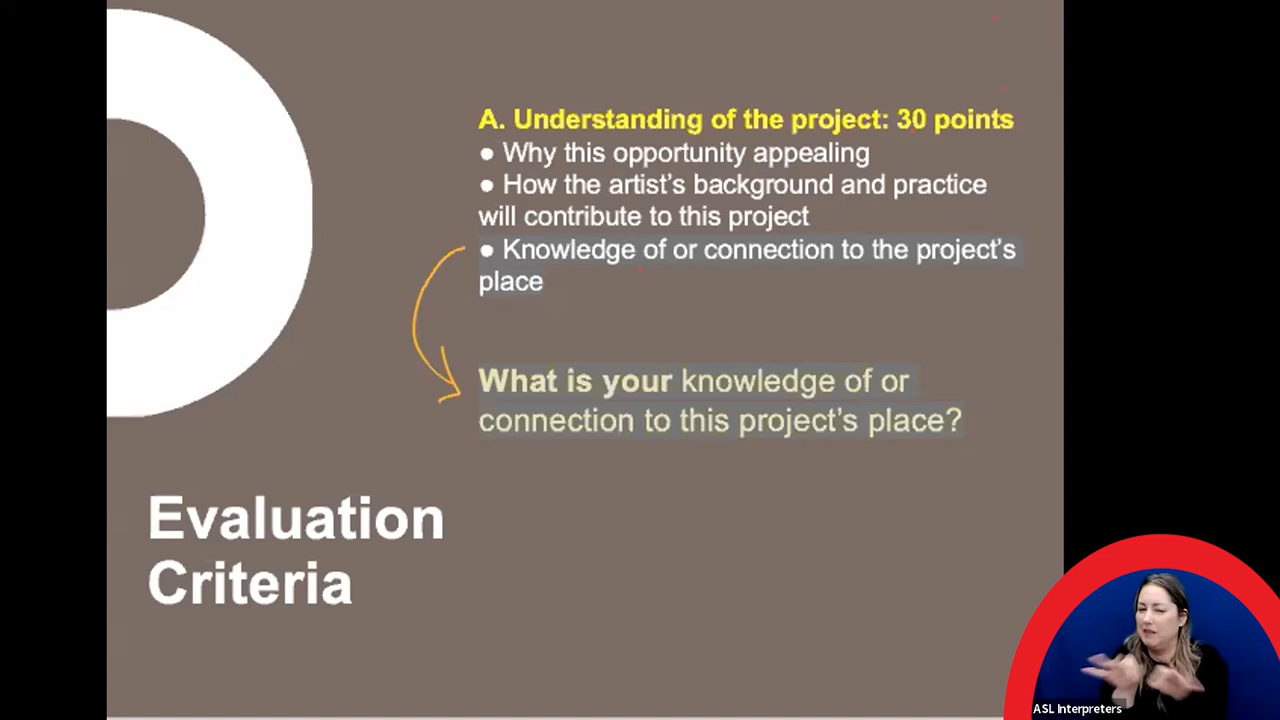 A. Understanding of the project: 30 points
● Why this opportunity appealing
● How the artist's background and practice
will contribute to this project
● Knowledge of or connection to the project's
place
What is your knowledge of or
connection to this project's place?
Evaluation
Criteria
ASL Interpreters